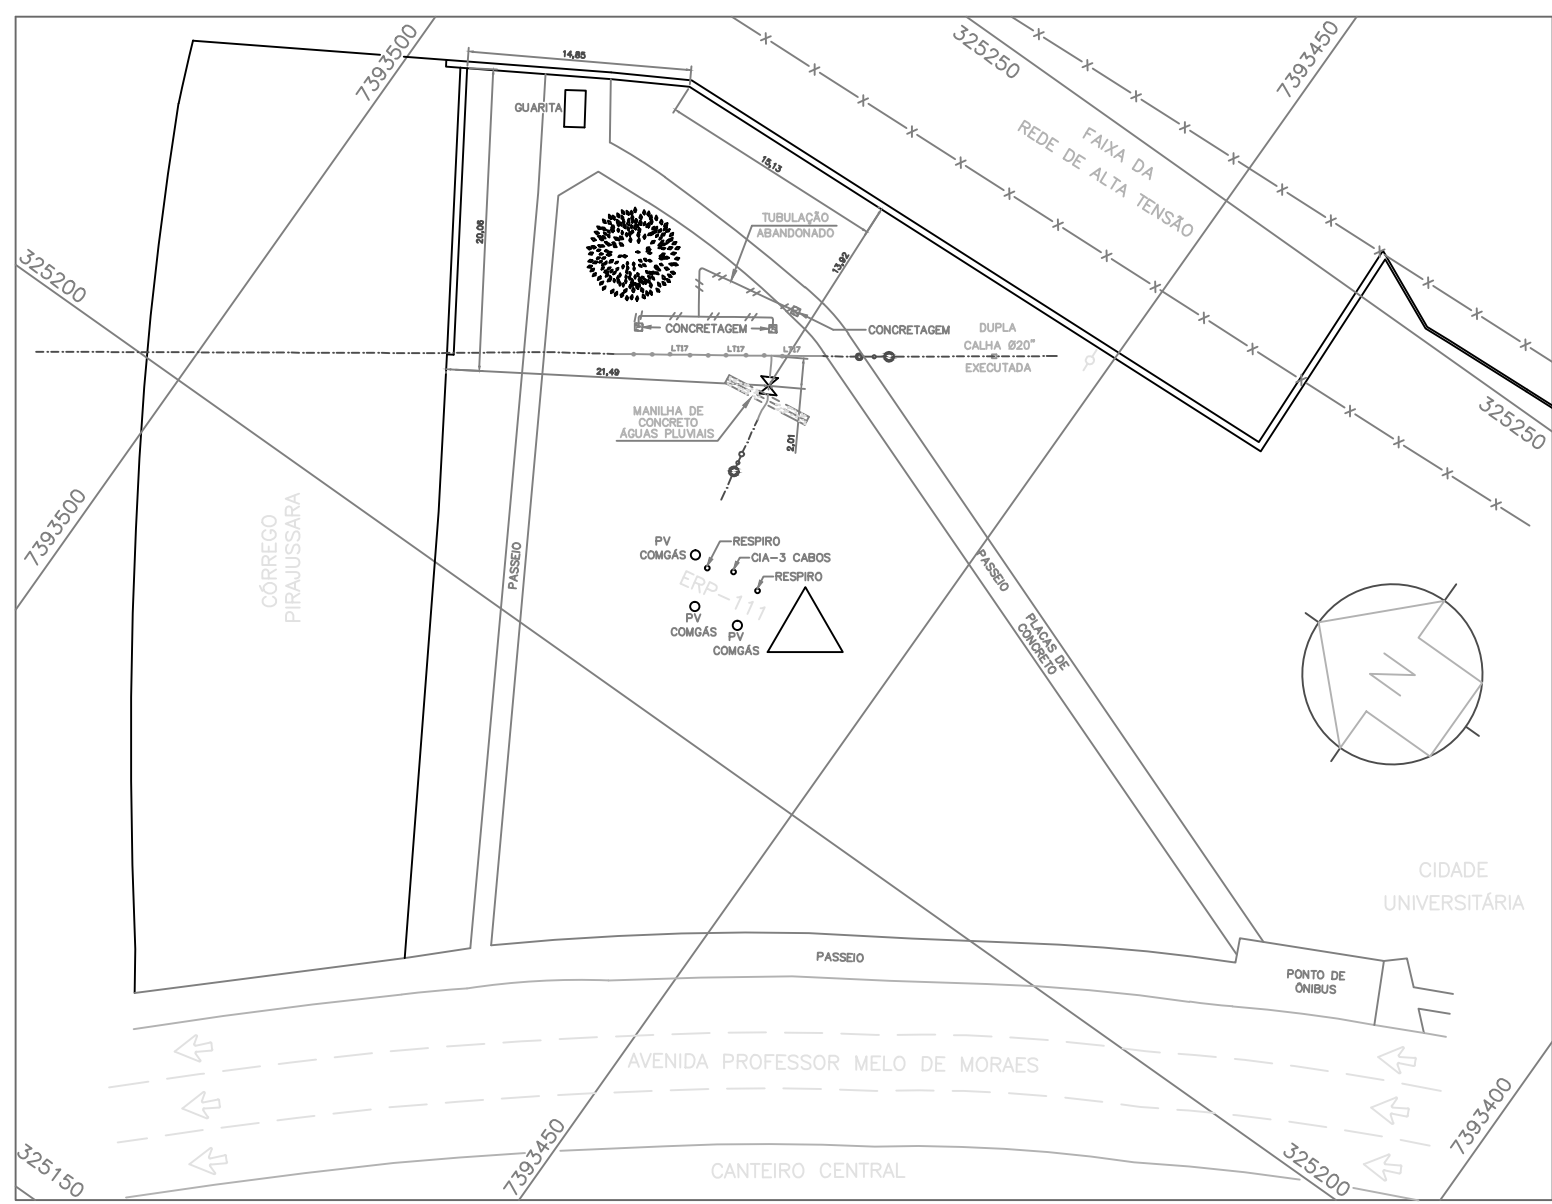 7393500
14,85
325250
7393450
GUARITA
FAIXA DA
REDE DE ALTA TENSÃO
15,13
20,06
TUBULAÇÃO
ABANDONADO
13,92
325200
CONCRETAGEM
CONCRETAGEM
DUPLA
CALHA Ø20"
EXECUTADA
LT17
LT17
LT17
21,49
MANILHA DE
CONCRETO
ÁGUAS PLUVIAIS
2,01
325250
7393500
CÓRREGO
PIRAJUSSARA
PASSEIO
PV
COMGÁS
RESPIRO
CIA-3 CABOS
RESPIRO
ERP-111
PV
COMGÁS
PV
COMGÁS
PASSEIO
PLACAS DE
CONCRETO
N
CIDADE
UNIVERSITÁRIA
PASSEIO
PONTO DE
ÔNIBUS
AVENIDA PROFESSOR MELO DE MORAES
CANTEIRO CENTRAL
325150
7393450
325200
7393400